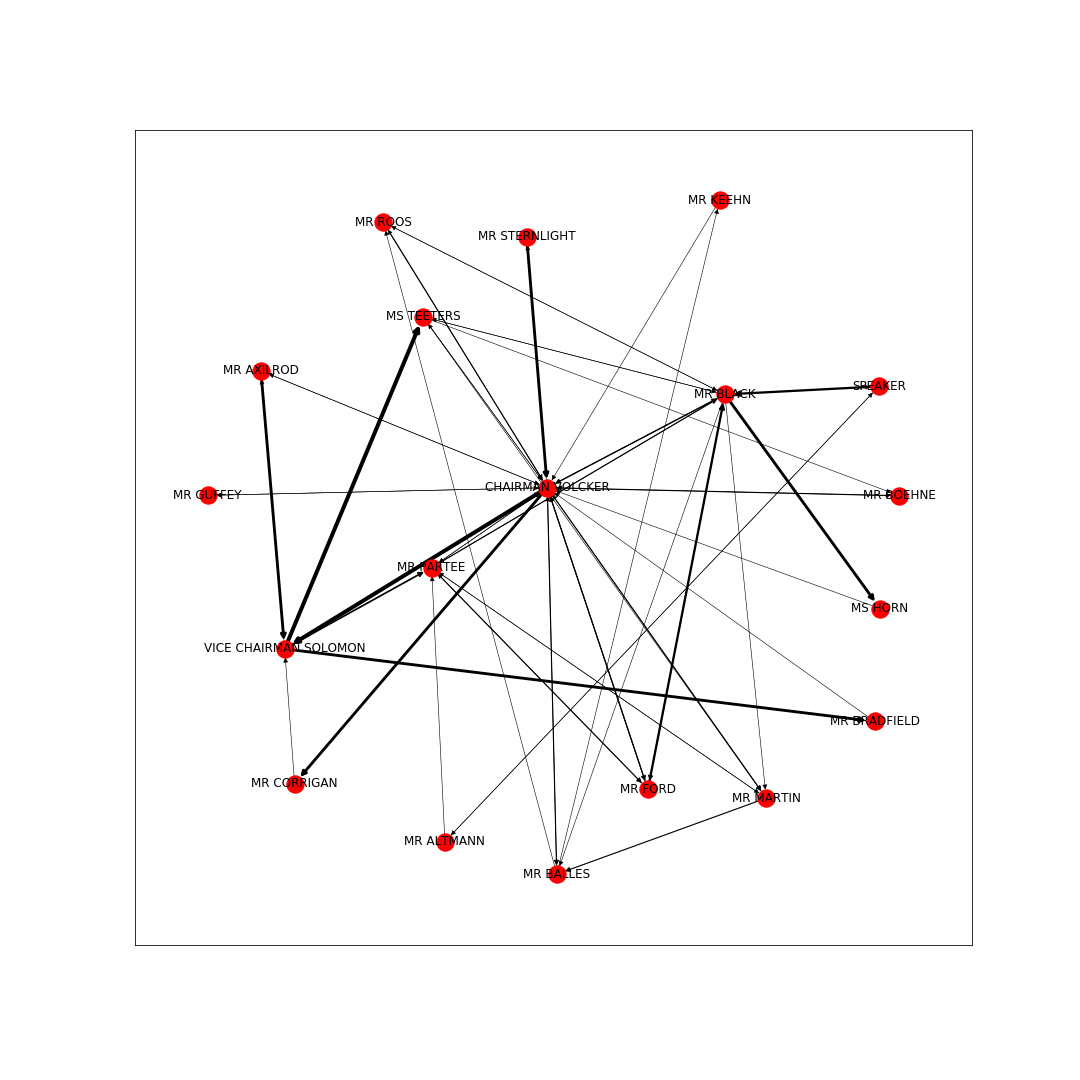 MR KEEHN
MR ROOS
MR STERNLIGHT
MS TEETERS
MR AXILROD
SPEAKER
MR BLACK
CHAIRMAN VOLCKER
MR GUFFEY
MR BOEHNE
MR PARTEE
MS HORN
VICE CHAIRMAN SOLOMON
MR BRADFIELD
MR CORRIGAN
MR FORD
MR MARTIN
MR ALTMANN
MR BALLES